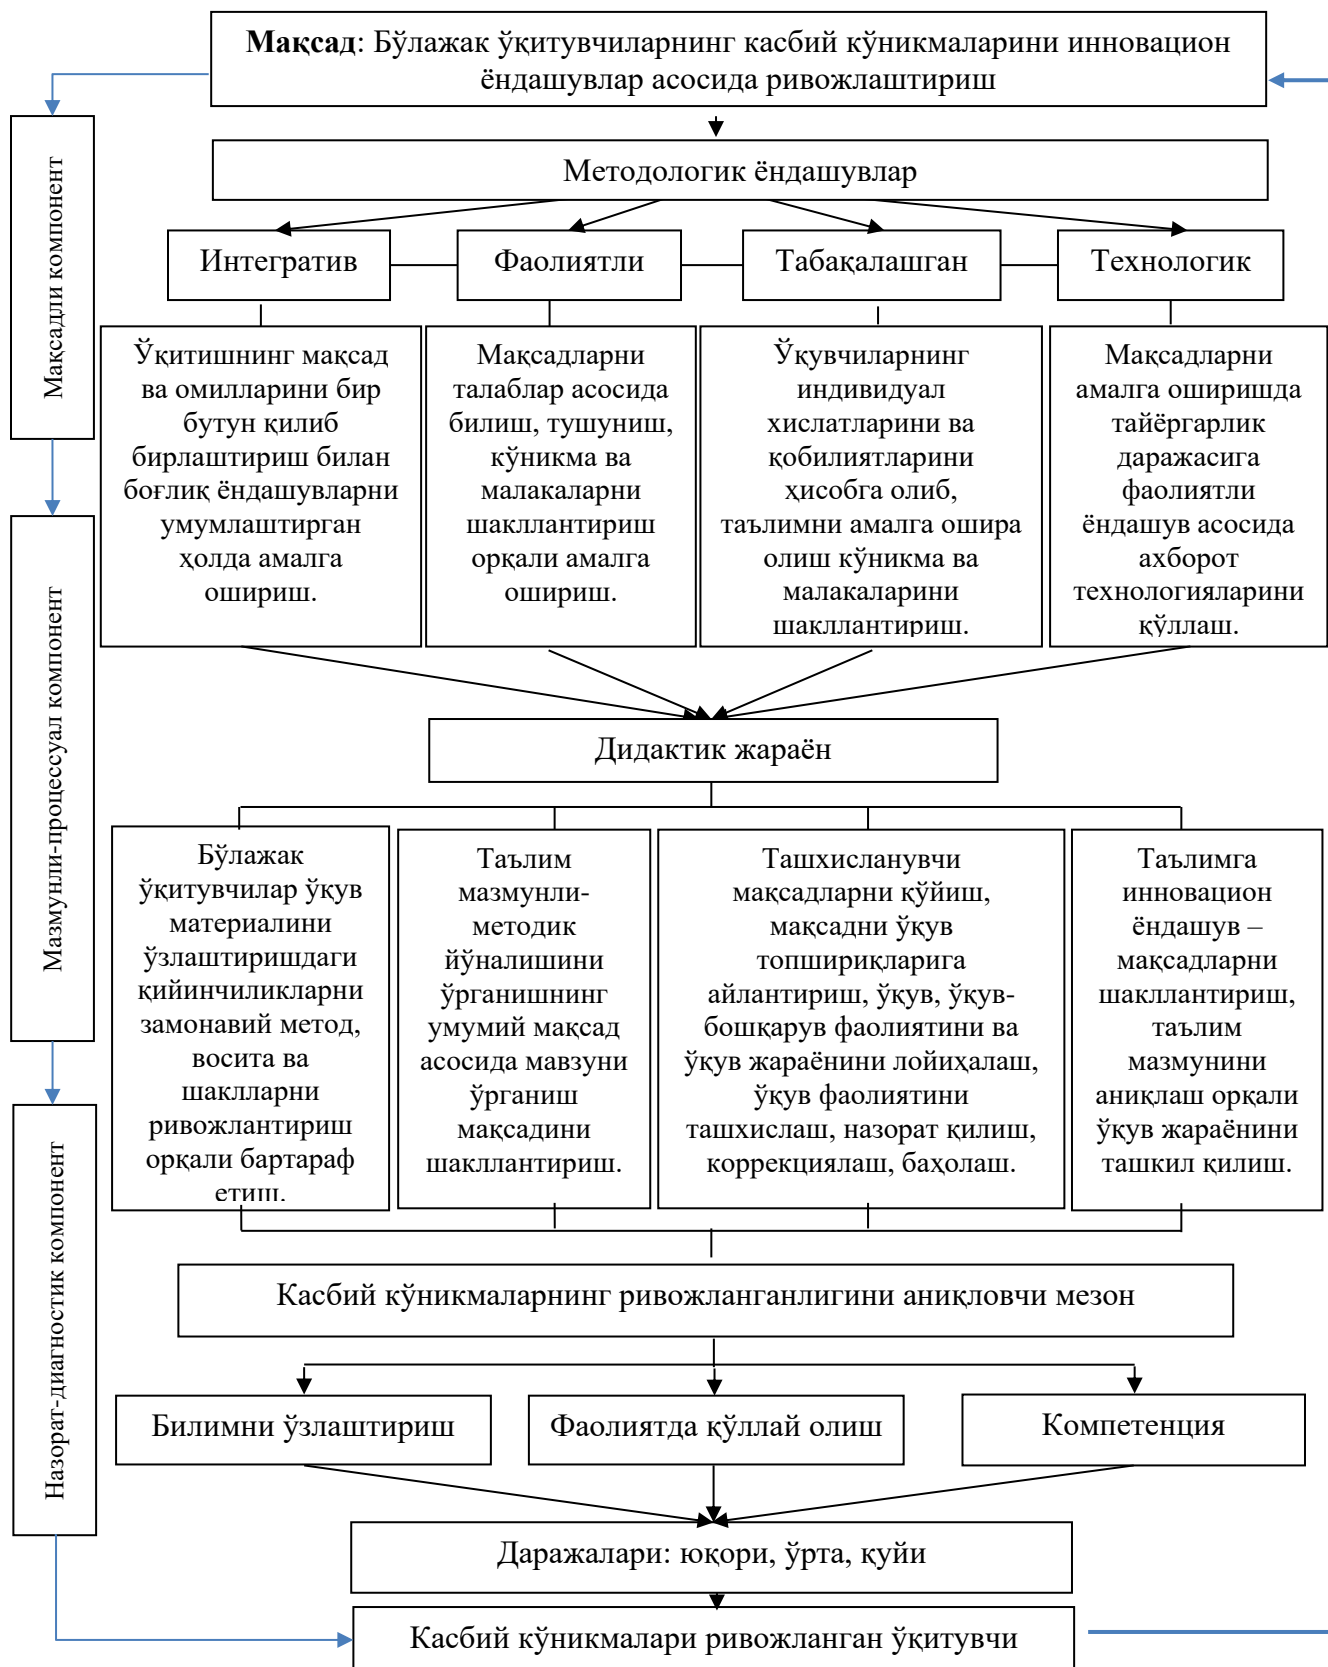 Мақсад: Бўлажак ўқитувчиларнинг касбий кўникмаларини инновацион
ёндашувлар асосида ривожлаштириш
Мақсадли компонент
Методологик ёндашувлар
Интегратив
Фаолиятли
Табақалашган
Технологик
Ўқитишнинг мақсад
ва омилларини бир
бутун қилиб
бирлаштириш билан
боғлиқ ёндашувларни
умумлаштирган
ҳолда амалга
ошириш.
Мақсадларни
талаблар асосида
билиш, тушуниш,
кўникма ва
малакаларни
шакллантириш
орқали амалга
ошириш.
Ўқувчиларнинг
индивидуал
хислатларини ва
қобилиятларини
ҳисобга олиб,
таълимни амалга ошира
олиш кўникма ва
малакаларини
шакллантириш.
Мақсадларни
амалга оширишда
тайёргарлик
даражасига
фаолиятли
ёндашув асосида
ахборот
технологияларини
қўллаш.
Мазмунли-процессуал компонент
Дидактик жараён
Бўлажак
ўқитувчилар ўқув
материалини
ўзлаштиришдаги
қийинчиликларни
замонавий метод,
восита ва
шаклларни
ривожлантириш
орқали бартараф
етиш.
Таълим
мазмунли-
методик
йўналишини
ўрганишнинг
умумий мақсад
асосида мавзуни
ўрганиш
мақсадини
шакллантириш.
Ташхисланувчи
мақсадларни қўйиш,
мақсадни ўқув
топшириқларига
айлантириш, ўқув, ўқув-
бошқарув фаолиятини ва
ўқув жараёнини лойиҳалаш,
ўқув фаолиятини
ташхислаш, назорат қилиш,
коррекциялаш, баҳолаш.
Таълимга
инновацион
ёндашув –
мақсадларни
шакллантириш,
таълим
мазмунини
аниқлаш орқали
ўқув жараёнини
ташкил қилиш.
Назорат-диагностик компонент
Касбий кўникмаларнинг ривожланганлигини аниқловчи мезон
Билимни ўзлаштириш
Фаолиятда қўллай олиш
Компетенция
Даражалари: юқори, ўрта, қуйи
Касбий кўникмалари ривожланган ўқитувчи